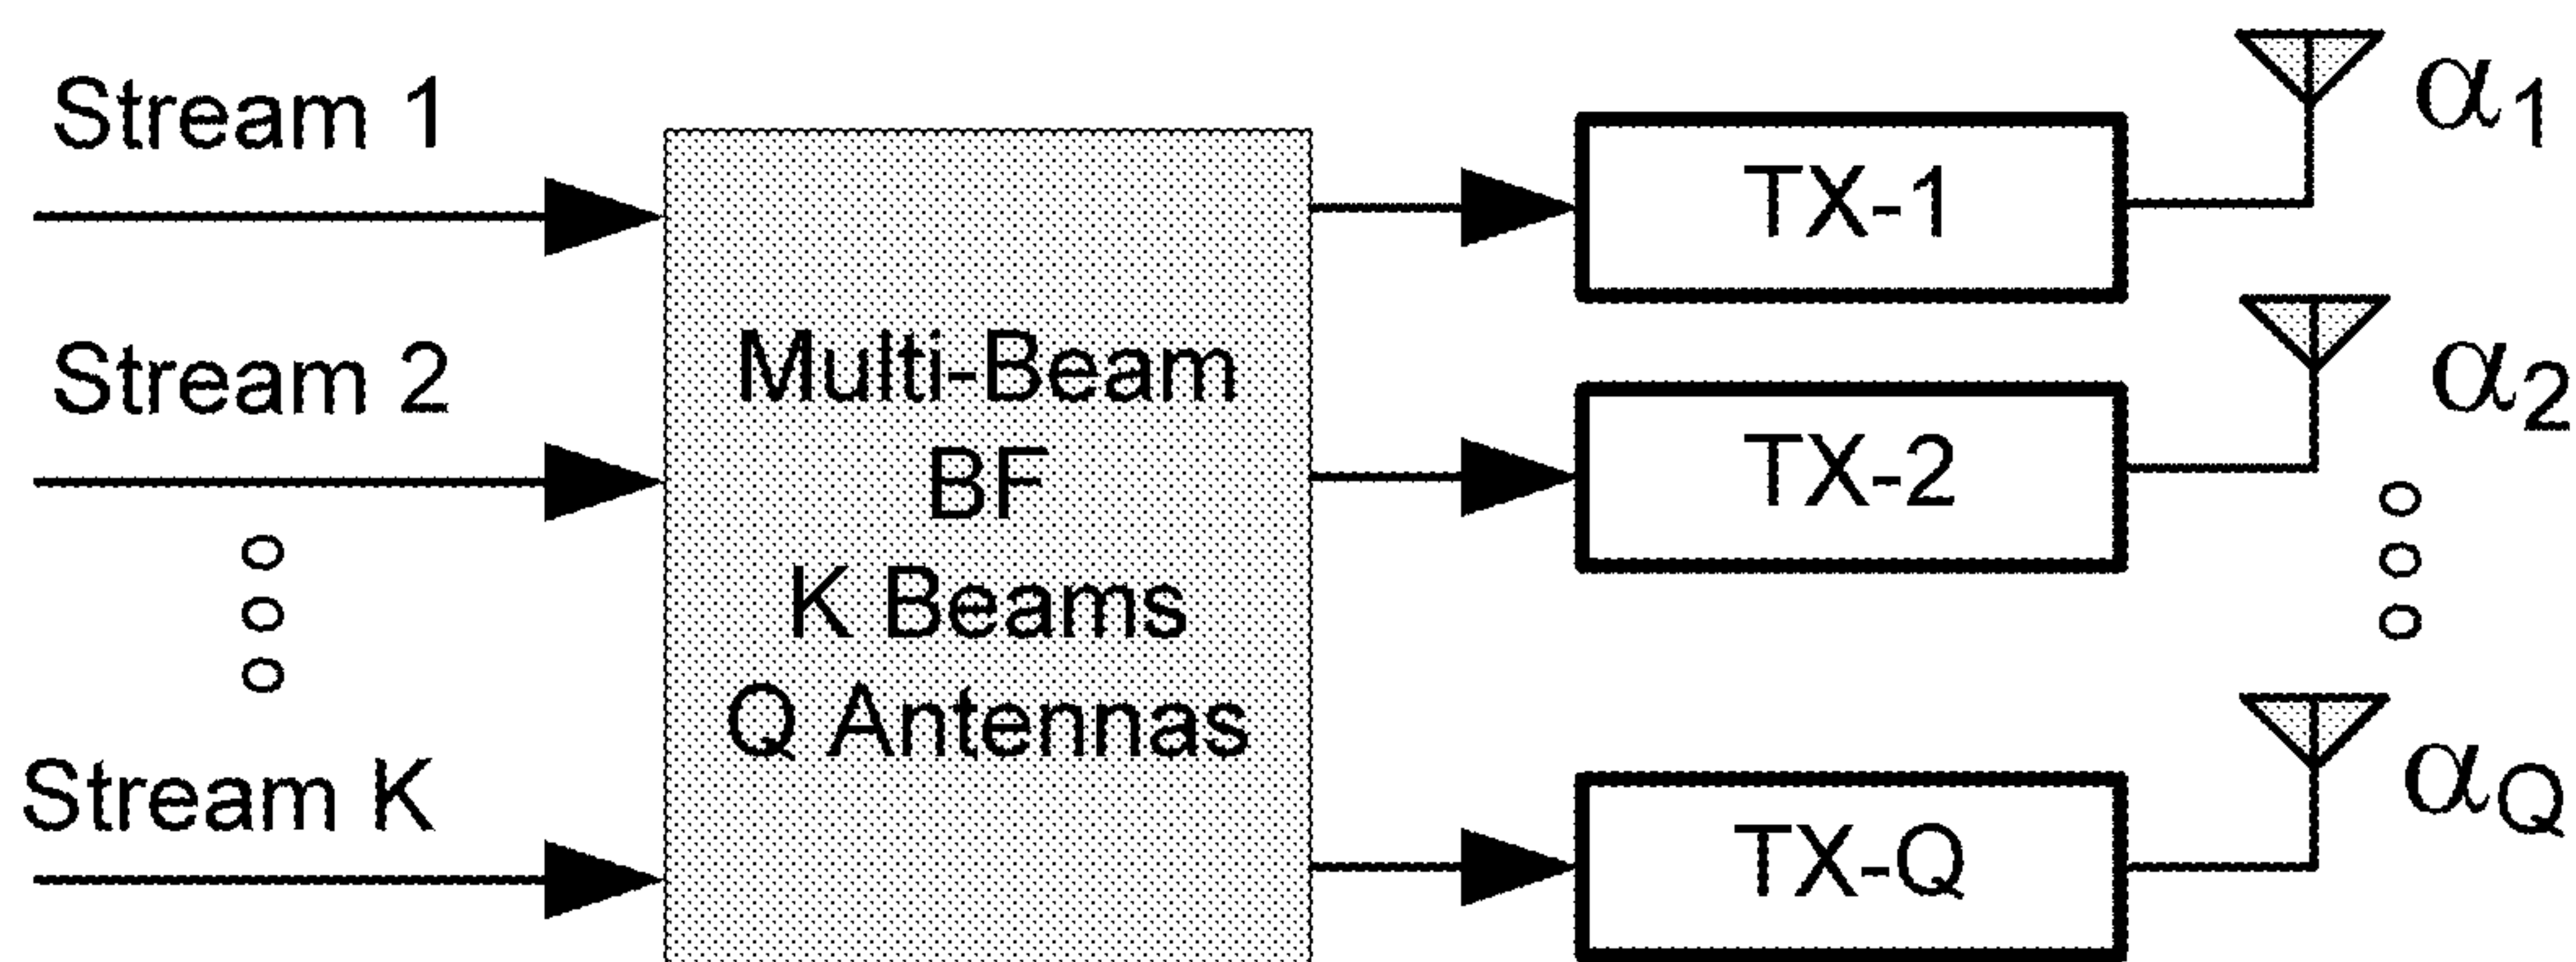 Stream 1
Stream 2
Stream K
Multi-Beam
BF
K Beams
Q Antennas
TX-1
TX-2
TX-Q
α1
α2
αQ